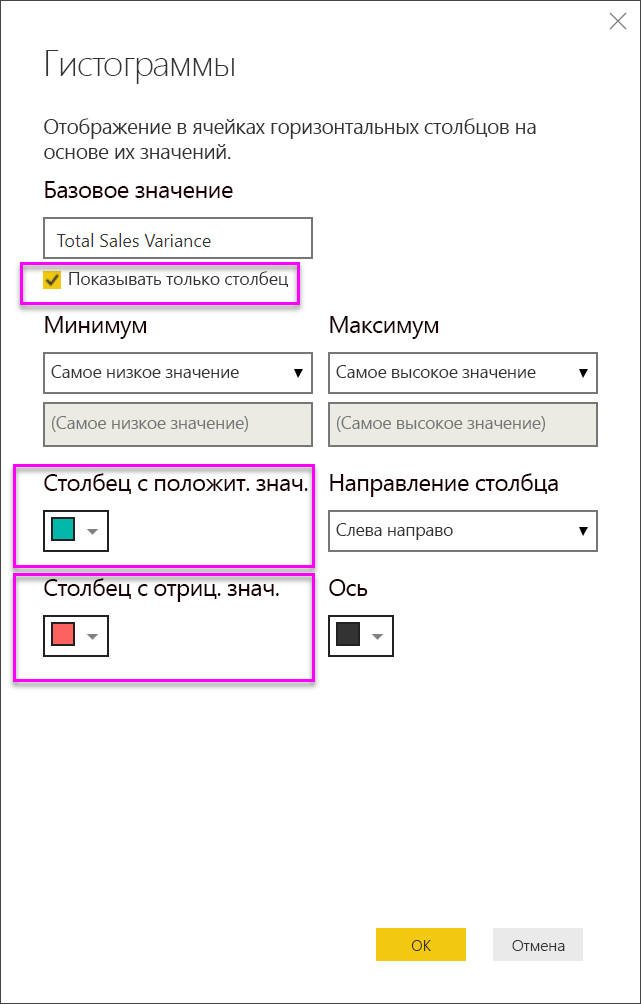 Гистограммы
Отображение в ячейках горизонтальных столбцов на
основе их значений.
Базовое значение
Total Sales Variance
Показывать только столбец
Минимум
Максимум
Самое низкое значение
Самое высокое значение
(Самое низкое значение)
(Самое высокое значение)
Столбец с положит. знач.
Направление столбца
Слева направо
Столбец с отриц. знач.
Ось
ОК
Отмена